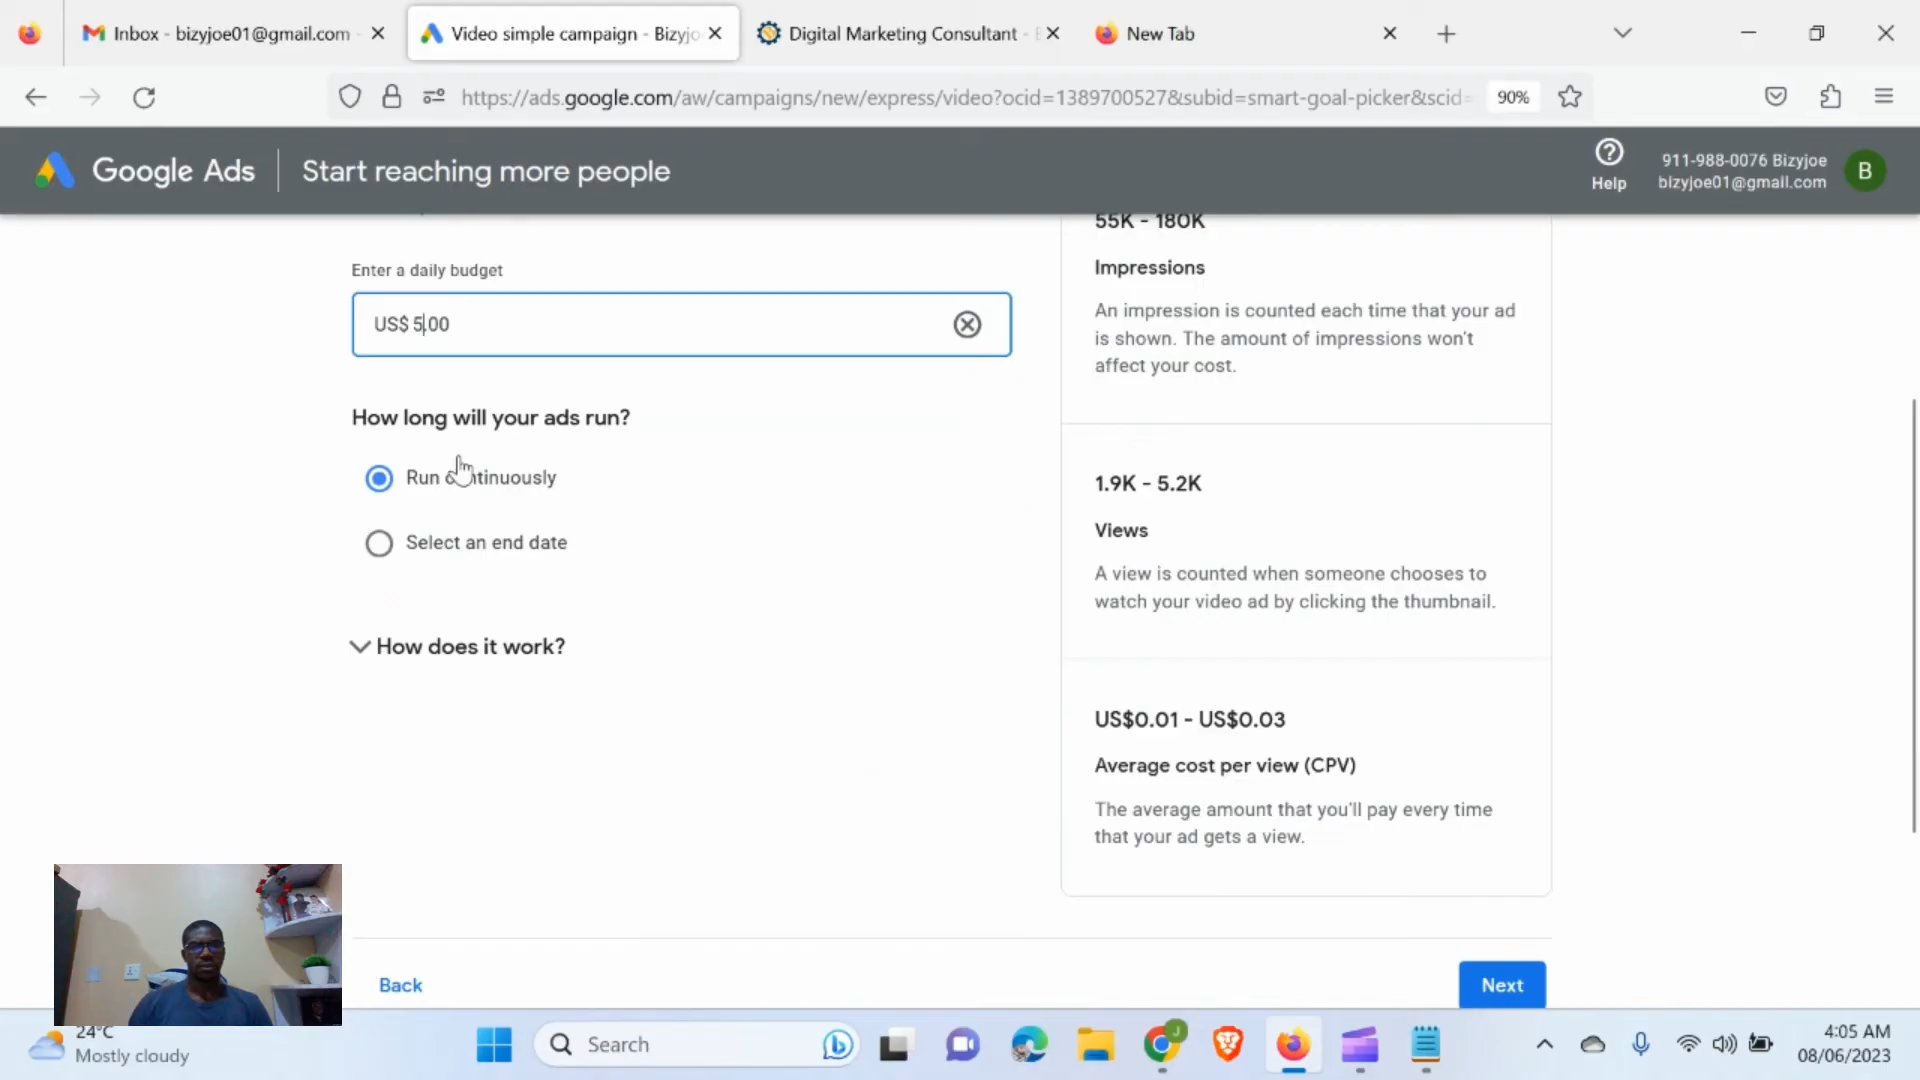 Inbox - bizyjoe01@gmail.com
Video simple campaign - Bizyjo
Digital Marketing Consultant -
New Tab
https://ads.google.com/aw/campaigns/new/express/video?ocid=1389700527&subid=smart-goal-picker&scid=
90%
Google Ads
Start reaching more people
Help
911-988-0076 Bizyjoe
bizyjoe01@gmail.com
B
55K - 180K
Enter a daily budget
Impressions
US$ 5.00
An impression is counted each time that your ad
is shown. The amount of impressions won't
affect your cost.
How long will your ads run?
Run continuously
1.9K - 5.2K
Views
Select an end date
A view is counted when someone chooses to
watch your video ad by clicking the thumbnail.
How does it work?
US$0.01 - US$0.03
Average cost per view (CPV)
The average amount that you'll pay every time
that your ad gets a view.
Back
Next
24°C
Mostly cloudy
Search
J
4:05 AM
08/06/2023